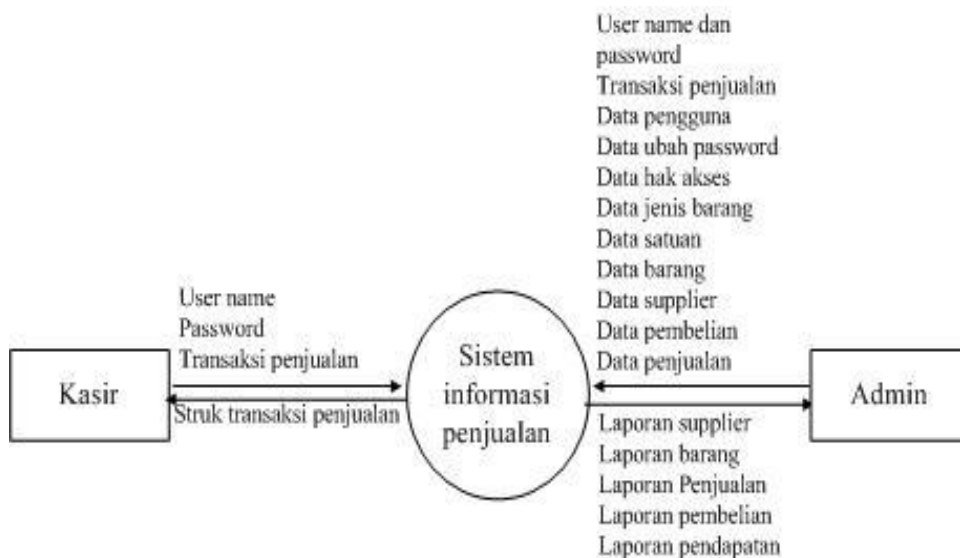 User name dan
password
Transaksi penjualan
Data pengguna
Data ubah password
Data hak akses
Data jenis barang
Data satuan
Data barang
Data supplier
Data pembelian
Data penjualan
User name
Password
Transaksi penjualan
Kasir
Struk transaksi penjualan
Sistem
informasi
penjualan
Admin
Laporan supplier
Laporan barang
Laporan Penjualan
Laporan pembelian
Laporan pendapatan